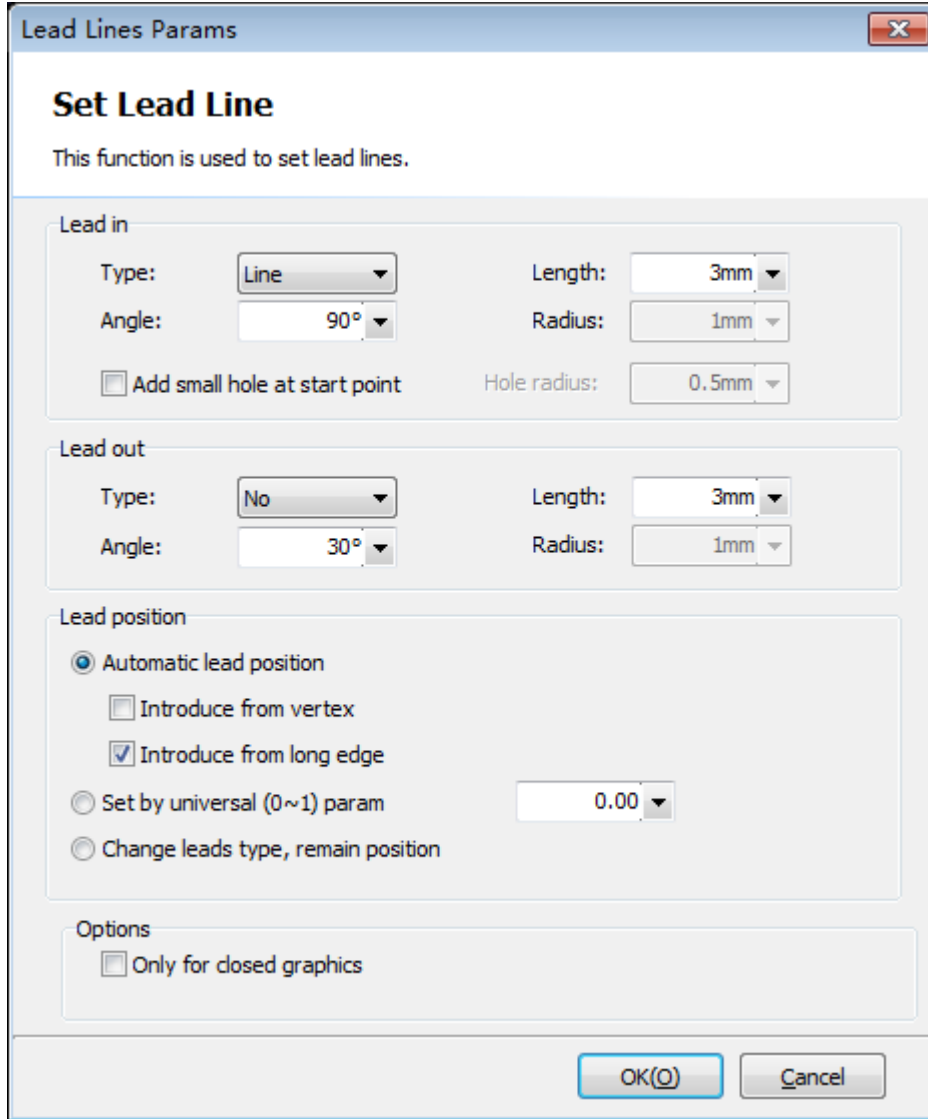 Lead Lines Params
Set Lead Line
This function is used to set lead lines.
Lead in
Type: Line Length: 3mm
Angle: 90° Radius: 1mm
Add small hole at start point Hole radius: 0.5mm
Lead out
Type: No Length: 3mm
Angle: 30° Radius: 1mm
Lead position
Automatic lead position
Introduce from vertex
Introduce from long edge
Set by universal (0~1) param 0.00
Change leads type, remain position
Options
Only for closed graphics
OK(O) Cancel